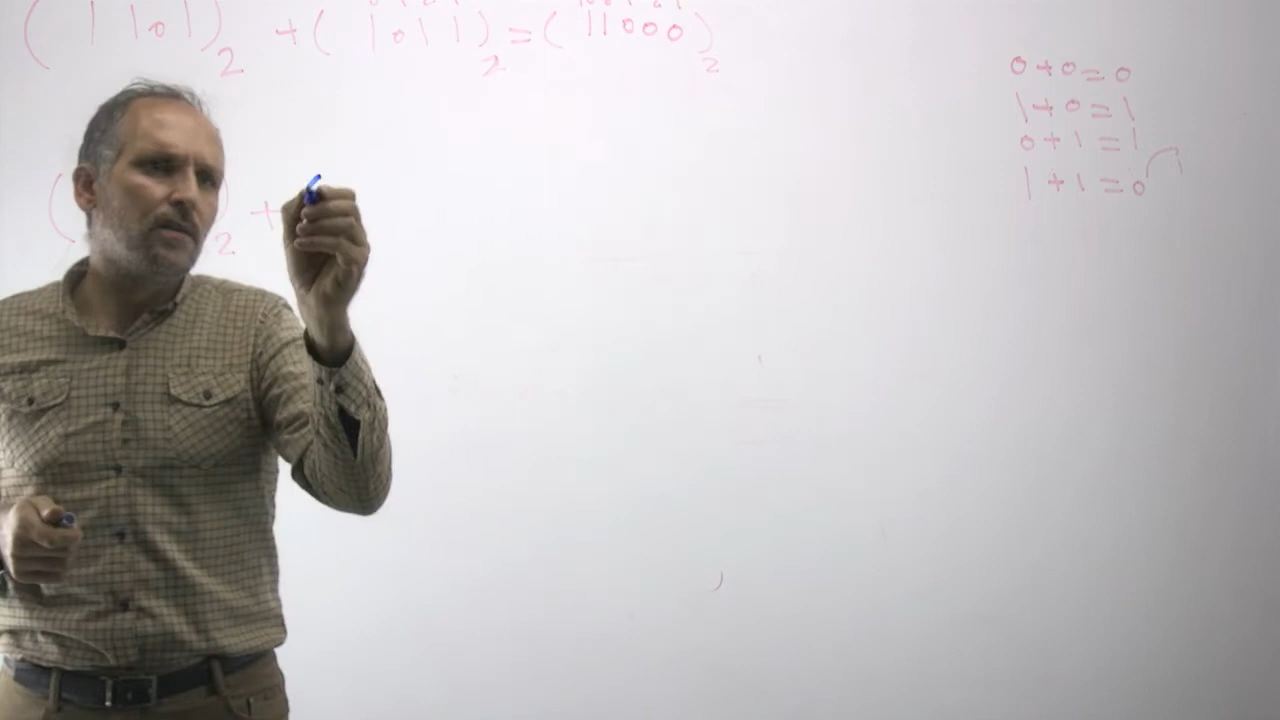 (1101)₂ + (1011)₂ = (11000)₂
0+0=0
1+0=1
0+1=1
1+1=0 1
( )₂ + (